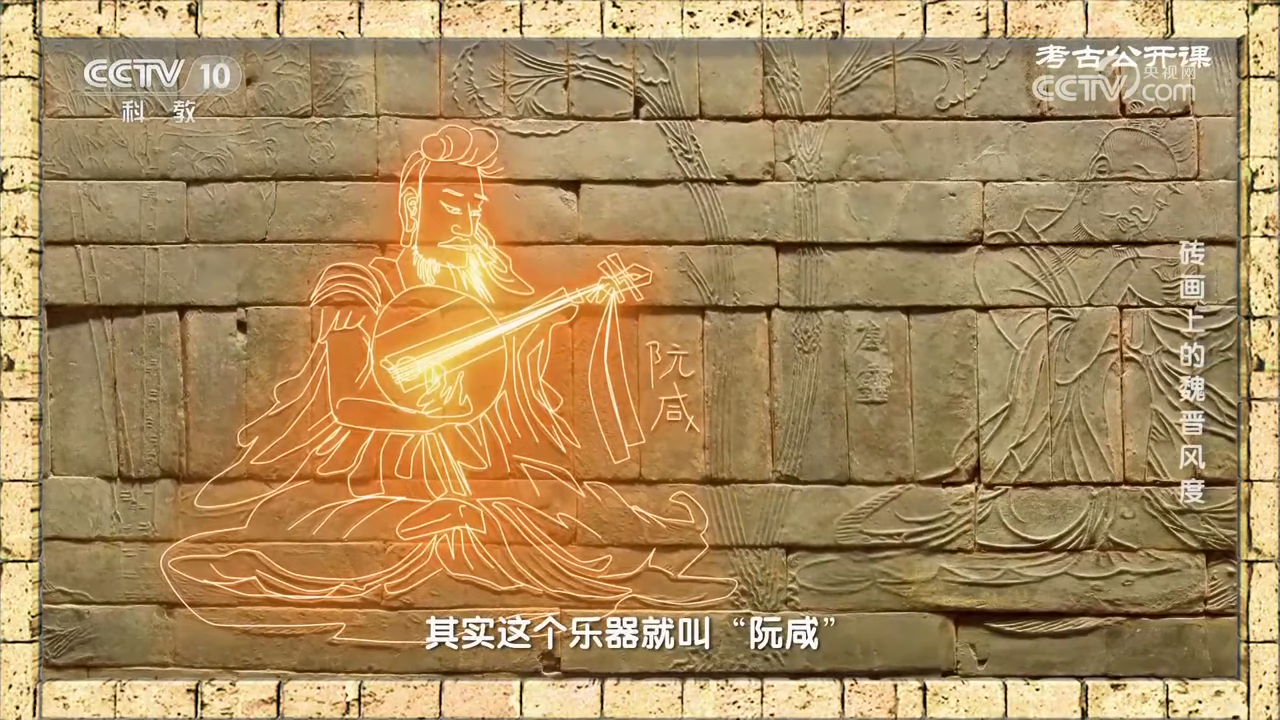 CCTV 10
科教
考古公开课
央视网
CCTV.com
砖画上的魏晋风度
阮咸
其实这个乐器就叫“阮咸”